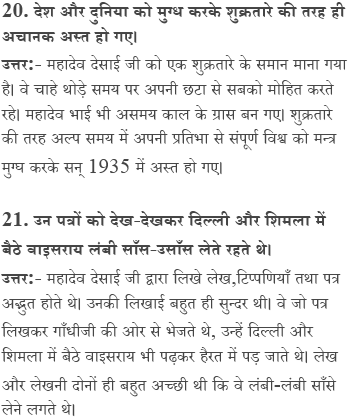 20. देश और दुनिया को मुग्ध करके शुक्रतारे की तरह ही
अचानक अस्त हो गए।
उत्तर:- महादेव देसाई जी को एक शुक्रतारे के समान माना गया
है। वे चाहे थोड़े समय पर अपनी छटा से सबको मोहित करते
रहे। महादेव भाई भी असमय काल के ग्रास बन गए। शुक्रतारे
की तरह अल्प समय में अपनी प्रतिभा से संपूर्ण विश्व को मन्त्र
मुग्ध करके सन् 1935 में अस्त हो गए।
21. उन पत्रों को देख-देखकर दिल्ली और शिमला में
बैठे वाइसराय लंबी साँस-उसाँस लेते रहते थे।
उत्तर:- महादेव देसाई जी द्वारा लिखे लेख,टिप्पणियाँ तथा पत्र
अद्भुत होते थे। उनकी लिखाई बहुत ही सुन्दर थी। वे जो पत्र
लिखकर गाँधीजी की ओर से भेजते थे, उन्हें दिल्ली और
शिमला में बैठे वाइसराय भी पढ़कर हैरत में पड़ जाते थे। लेख
और लेखनी दोनों ही बहुत अच्छी थी कि वे लंबी-लंबी साँसे
लेने लगते थे।